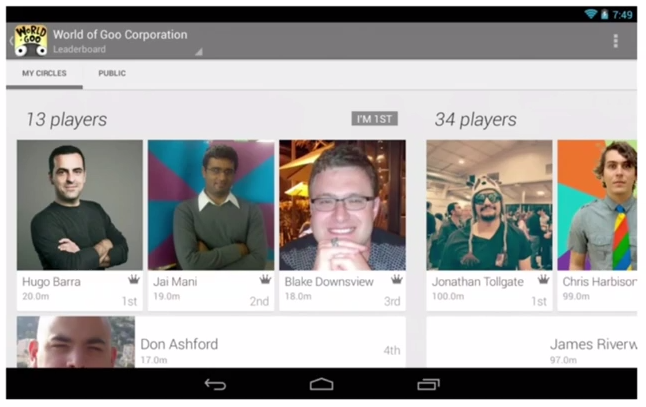 7:49
WORLD OF GOO
World of Goo Corporation
Leaderboard
MY CIRCLES
PUBLIC
13 players
I'M 1ST
Hugo Barra
20.0m
1st
Jai Mani
19.0m
2nd
Blake Downsview
18.0m
3rd
Don Ashford
17.0m
4th
34 players
Jonathan Tollgate
100.0m
1st
Chris Harbison
99.0m
James Riverw
97.0m